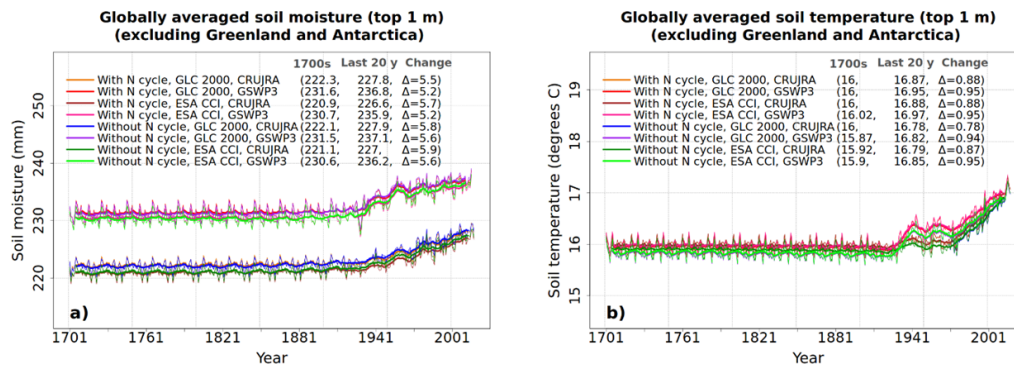 Globally averaged soil moisture (top 1 m)
(excluding Greenland and Antarctica)
1700s Last 20 y Change
With N cycle, GLC 2000, CRUJRA (222.3, 227.8, Δ=5.5)
With N cycle, GLC 2000, GSWP3 (231.6, 236.8, Δ=5.2)
With N cycle, ESA CCI, CRUJRA (220.9, 226.6, Δ=5.7)
With N cycle, ESA CCI, GSWP3 (230.7, 235.9, Δ=5.2)
Without N cycle, GLC 2000, CRUJRA (222.1, 227.9, Δ=5.8)
Without N cycle, GLC 2000, GSWP3 (231.5, 237.1, Δ=5.6)
Without N cycle, ESA CCI, CRUJRA (221.1, 227, Δ=5.9)
Without N cycle, ESA CCI, GSWP3 (230.6, 236.2, Δ=5.6)
Soil moisture (mm)
250
240
230
220
a)
1701 1761 1821 1881 1941 2001
Year
Globally averaged soil temperature (top 1 m)
(excluding Greenland and Antarctica)
1700s Last 20 y Change
With N cycle, GLC 2000, CRUJRA (16, 16.87, Δ=0.88)
With N cycle, GLC 2000, GSWP3 (16, 16.95, Δ=0.95)
With N cycle, ESA CCI, CRUJRA (16, 16.88, Δ=0.88)
With N cycle, ESA CCI, GSWP3 (16.02, 16.97, Δ=0.95)
Without N cycle, GLC 2000, CRUJRA (16, 16.78, Δ=0.78)
Without N cycle, GLC 2000, GSWP3 (15.87, 16.82, Δ=0.94)
Without N cycle, ESA CCI, CRUJRA (15.92, 16.79, Δ=0.87)
Without N cycle, ESA CCI, GSWP3 (15.9, 16.85, Δ=0.95)
Soil temperature (degrees C)
19
18
17
16
15
b)
1701 1761 1821 1881 1941 2001
Year